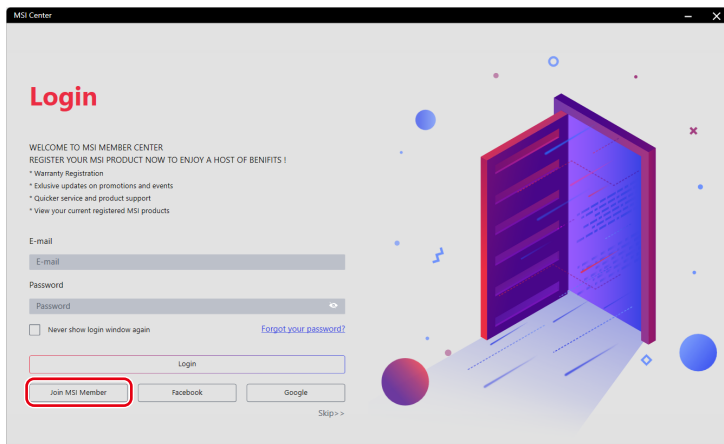 MSI Center
Login
WELCOME TO MSI MEMBER CENTER
REGISTER YOUR MSI PRODUCT NOW TO ENJOY A HOST OF BENIFITS !
* Warranty Registration
* Exlusive updates on promotions and events
* Quicker service and product support
* View your current registered MSI products
E-mail
E-mail
Password
Password
Never show login window again Forgot your password?
Login
Join MSI Member Facebook Google
Skip>>